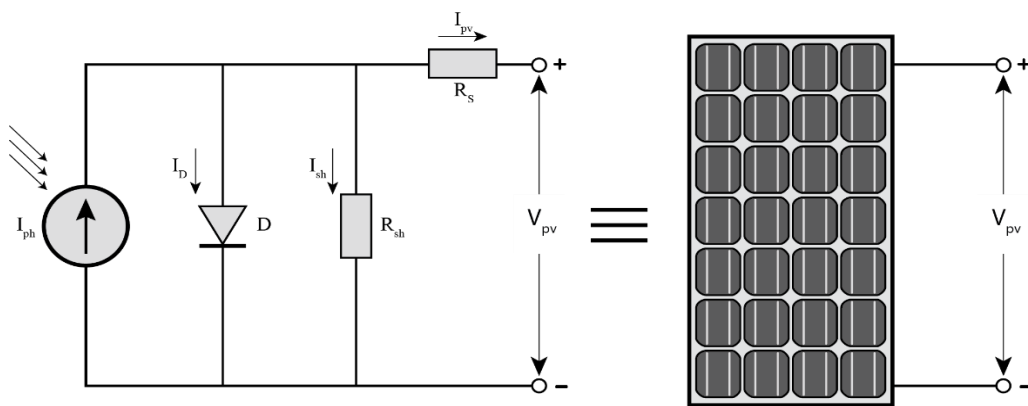 I_pv
+
R_S
I_D
I_sh
I_ph
D
R_sh
V_pv
−
+
V_pv
−